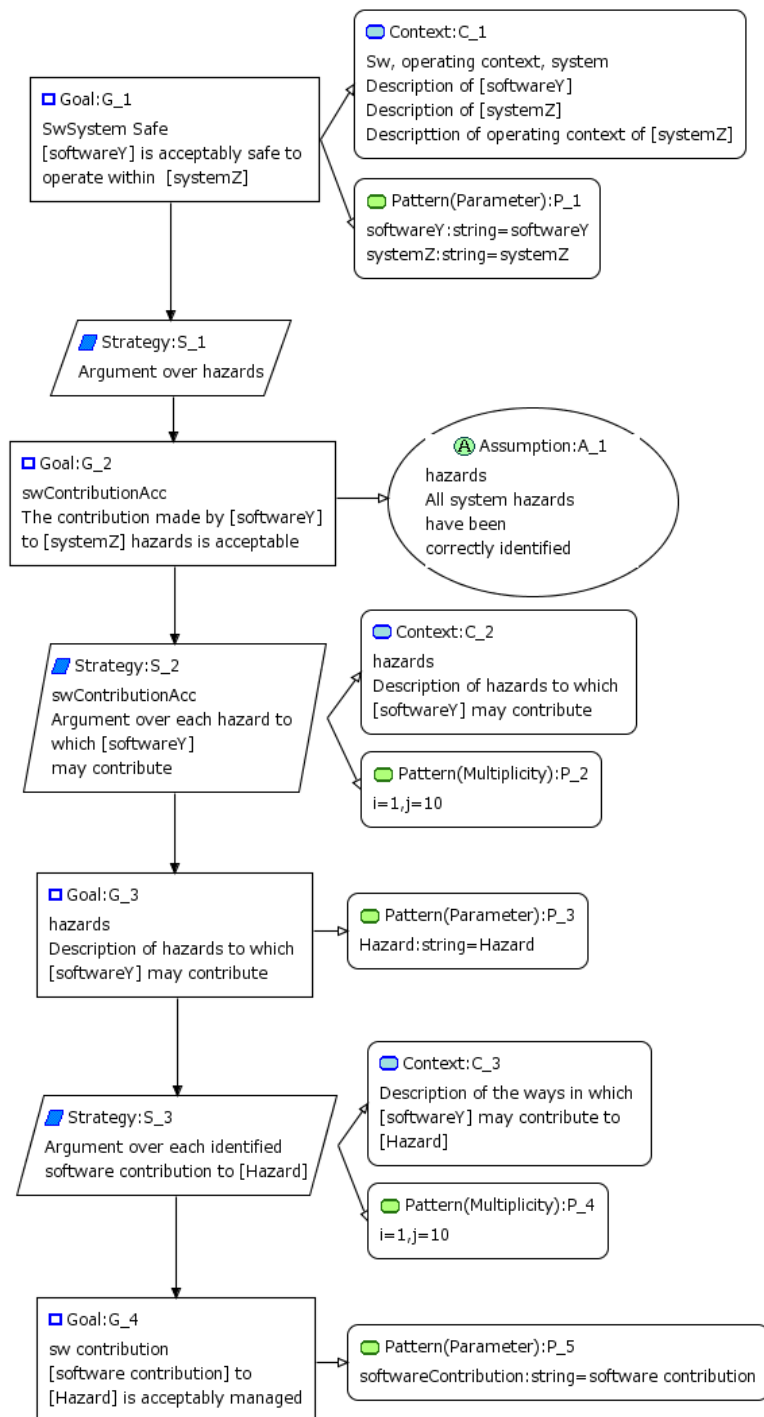 Goal:G_1
SwSystem Safe
[softwareY] is acceptably safe to
operate within [systemZ]
Context:C_1
Sw, operating context, system
Description of [softwareY]
Description of [systemZ]
Descripttion of operating context of [systemZ]
Pattern(Parameter):P_1
softwareY:string=softwareY
systemZ:string=systemZ
Strategy:S_1
Argument over hazards
Goal:G_2
swContributionAcc
The contribution made by [softwareY]
to [systemZ] hazards is acceptable
A Assumption:A_1
hazards
All system hazards
have been
correctly identified
Strategy:S_2
swContributionAcc
Argument over each hazard to
which [softwareY]
may contribute
Context:C_2
hazards
Description of hazards to which
[softwareY] may contribute
Pattern(Multiplicity):P_2
i=1,j=10
Goal:G_3
hazards
Description of hazards to which
[softwareY] may contribute
Pattern(Parameter):P_3
Hazard:string=Hazard
Strategy:S_3
Argument over each identified
software contribution to [Hazard]
Context:C_3
Description of the ways in which
[softwareY] may contribute to
[Hazard]
Pattern(Multiplicity):P_4
i=1,j=10
Goal:G_4
sw contribution
[software contribution] to
[Hazard] is acceptably managed
Pattern(Parameter):P_5
softwareContribution:string=software contribution